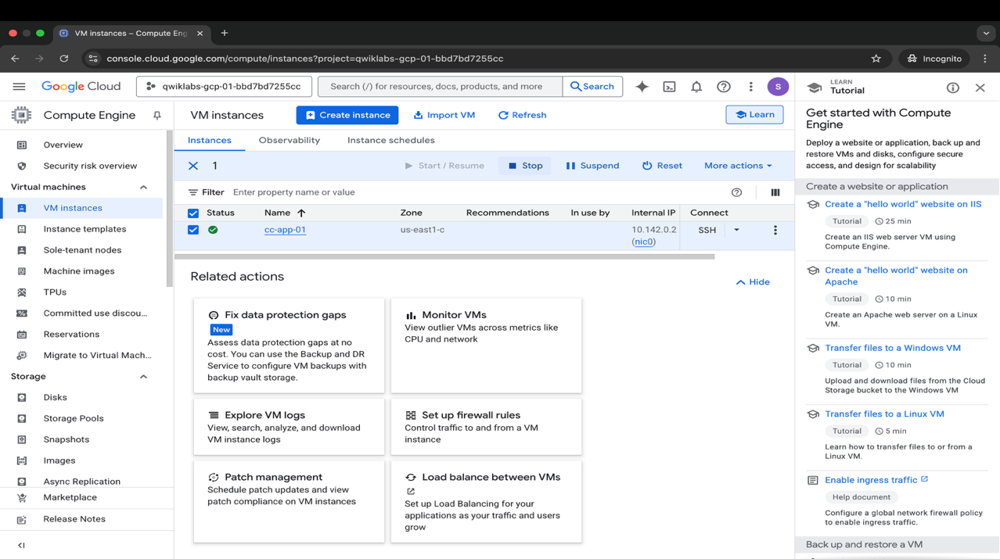 VM instances – Compute Eng
console.cloud.google.com/compute/instances?project=qwiklabs-gcp-01-bbd7bd7255cc
Incognito
Google Cloud
qwiklabs-gcp-01-bbd7bd7255cc
Search (/) for resources, docs, products, and more
Search
S
Compute Engine
Overview
Security risk overview
Virtual machines
VM instances
Instance templates
Sole-tenant nodes
Machine images
TPUs
Committed use discou...
Reservations
Migrate to Virtual Mach...
Storage
Disks
Storage Pools
Snapshots
Images
Async Replication
Marketplace
Release Notes
VM instances
Create instance
Import VM
Refresh
Learn
Instances
Observability
Instance schedules
1
Start / Resume
Stop
Suspend
Reset
More actions
Filter Enter property name or value
Status Name Zone Recommendations In use by Internal IP Connect
cc-app-01 us-east1-c 10.142.0.2 SSH
(nic0)
Related actions
Hide
Fix data protection gaps
New
Assess data protection gaps at no
cost. You can use the Backup and DR
Service to configure VM backups with
backup vault storage.
Monitor VMs
View outlier VMs across metrics like
CPU and network
Explore VM logs
View, search, analyze, and download
VM instance logs
Set up firewall rules
Control traffic to and from a VM
instance
Patch management
Schedule patch updates and view
patch compliance on VM instances
Load balance between VMs
Set up Load Balancing for your
applications as your traffic and users
grow
LEARN
Tutorial
Get started with Compute
Engine
Deploy a website or application, back up and
restore VMs and disks, configure secure
access, and design for scalability
Create a website or application
Create a "hello world" website on IIS
Tutorial 25 min
Create an IIS web server VM using
Compute Engine.
Create a "hello world" website on
Apache
Tutorial 10 min
Create an Apache web server on a Linux
VM.
Transfer files to a Windows VM
Tutorial 10 min
Upload and download files from the Cloud
Storage bucket to the Windows VM
Transfer files to a Linux VM
Tutorial 5 min
Learn how to transfer files to or from a
Linux VM.
Enable ingress traffic
Help document
Configure a global network firewall policy
to enable ingress traffic.
Back up and restore a VM